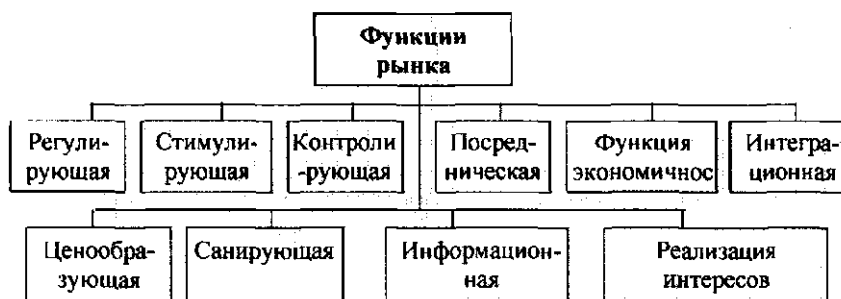 Функции
рынка
Регули-
рующая
Стимули-
рующая
Контроли
-рующая
Посред-
ническая
Функция
экономичнос
Интегра-
ционная
Ценообра-
зующая
Санирующая
Информацион-
ная
Реализация
интересов